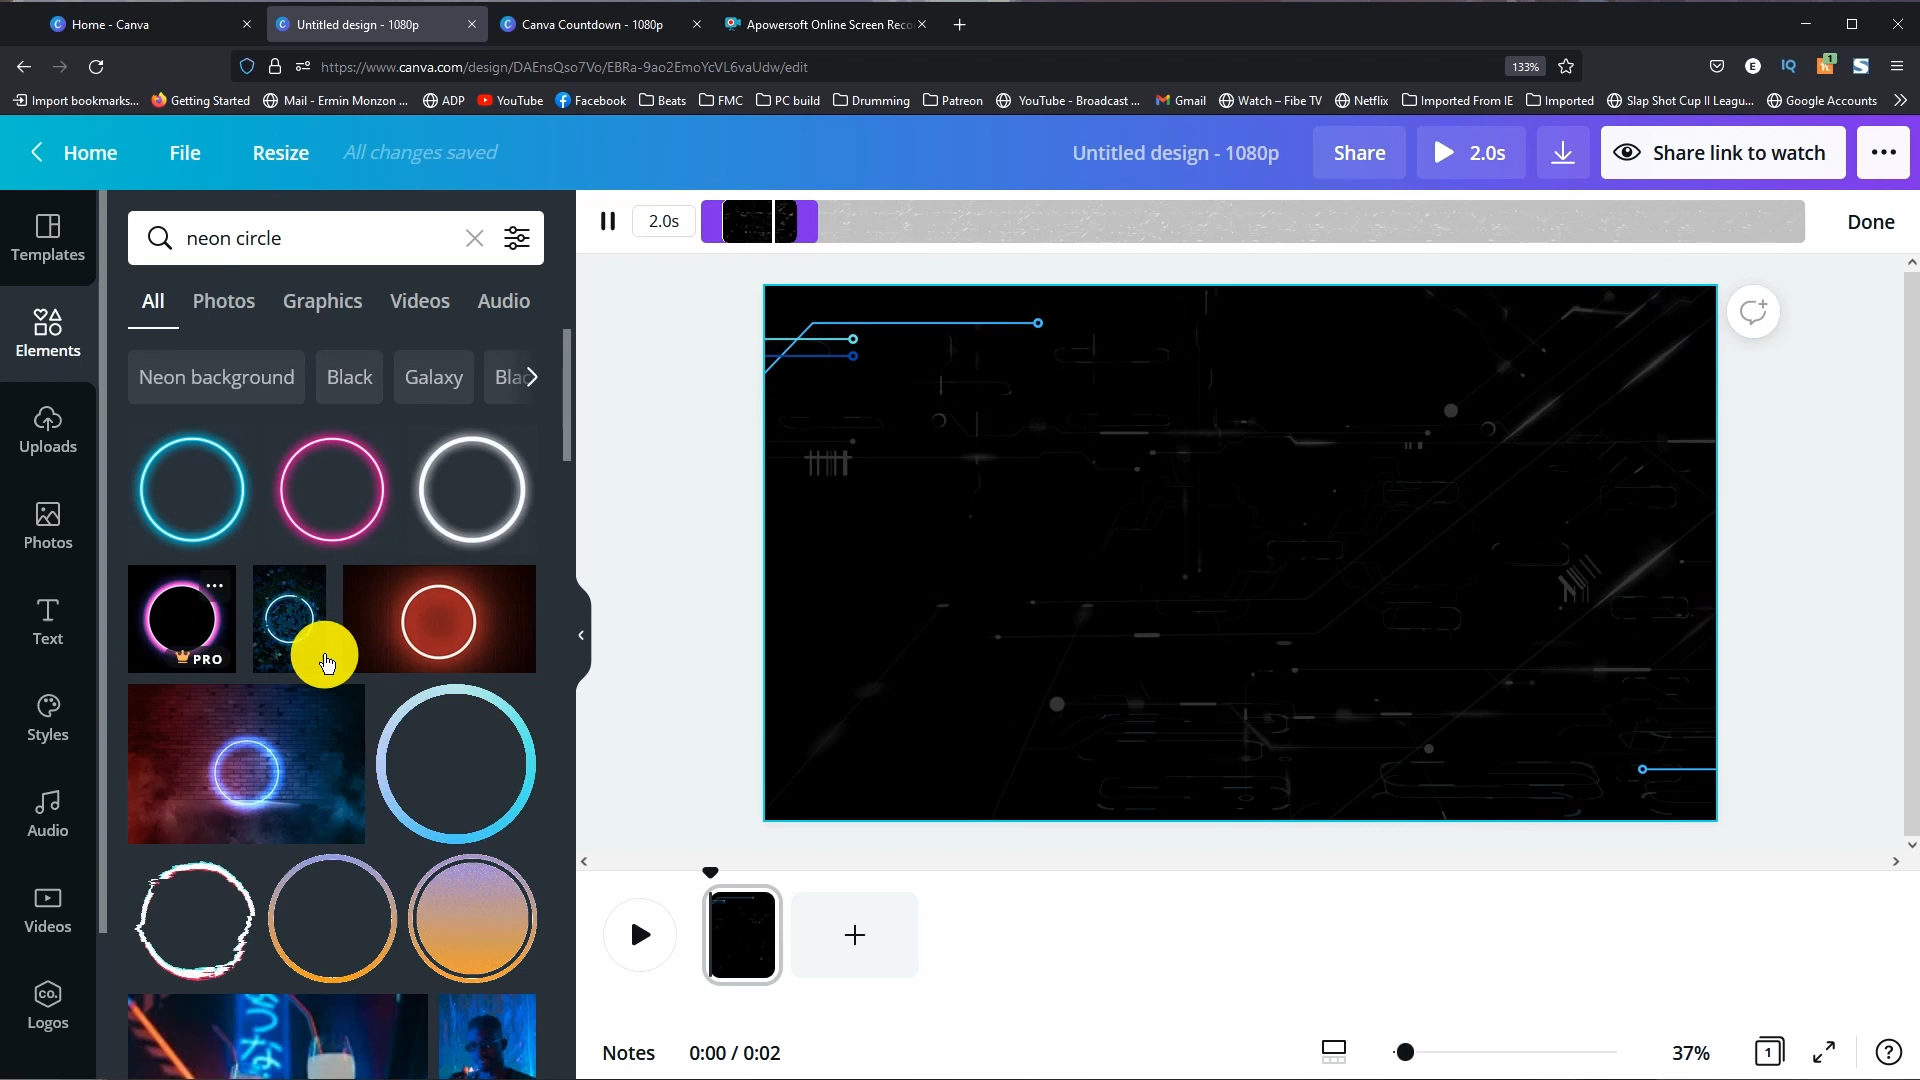 Home - Canva
Untitled design - 1080p
Canva Countdown - 1080p
Apowersoft Online Screen Reco
https://www.canva.com/design/DAEnsQso7Vo/EBRa-9ao2EmoYcVL6vaUdw/edit
133%
Import bookmarks...
Getting Started
Mail - Ermin Monzon ...
ADP
YouTube
Facebook
Beats
FMC
PC build
Drumming
Patreon
YouTube - Broadcast ...
Gmail
Watch – Fibe TV
Netflix
Imported From IE
Imported
Slap Shot Cup II Leagu...
Google Accounts
Home
File
Resize
All changes saved
Untitled design - 1080p
Share
2.0s
Share link to watch
Templates
Elements
Uploads
Photos
Text
Styles
Audio
Videos
co.
Logos
neon circle
All
Photos
Graphics
Videos
Audio
Neon background
Black
Galaxy
Blac
PRO
2.0s
Done
Notes
0:00 / 0:02
37%
1